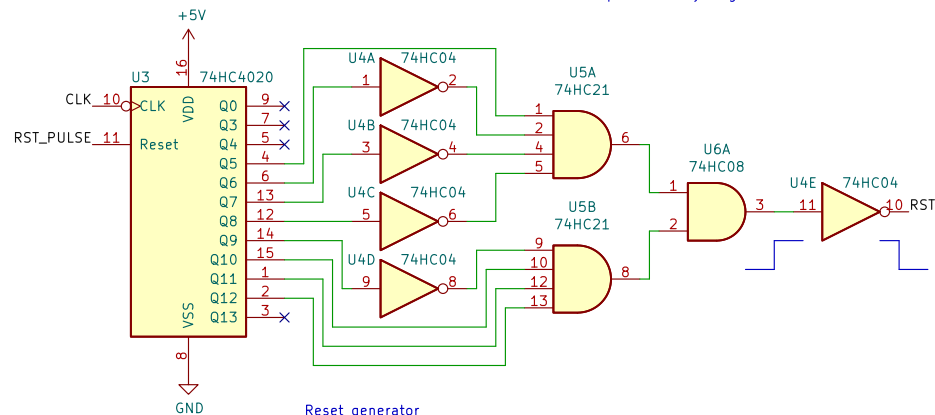 +5V
U3 74HC4020
16
VDD
CLK 10 CLK
RST_PULSE 11 Reset
Q0 9
Q3 7
Q4 5
Q5 4
Q6 6
Q7 13
Q8 12
Q9 14
Q10 15
Q11 1
Q12 2
Q13 3
VSS
8
GND
U4A 74HC04
1 2
U4B 74HC04
3 4
U4C 74HC04
5 6
U4D 74HC04
9 8
U5A
74HC21
1
2
4
5
6
U5B
74HC21
9
10
12
13
8
U6A
74HC08
1
2
3
U4E 74HC04
11 10 RST
Reset generator